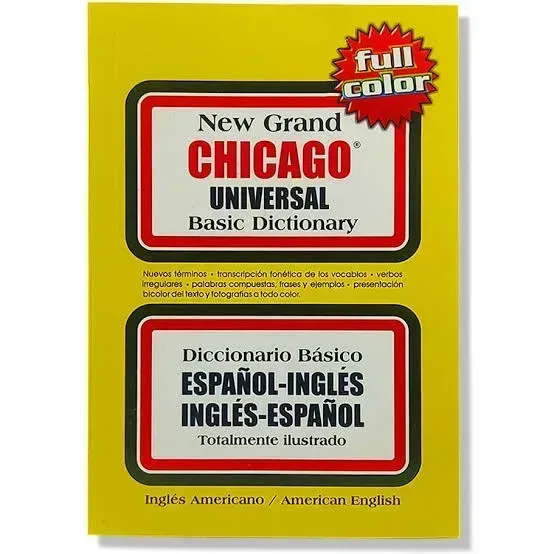 full
color
New Grand
CHICAGO®
UNIVERSAL
Basic Dictionary
Nuevos términos • transcripción fonética de los vocablos • verbos
irregulares • palabras compuestas, frases y ejemplos • presentación
bicolor del texto y fotografías a todo color.
Diccionario Básico
ESPAÑOL-INGLÉS
INGLÉS-ESPAÑOL
Totalmente ilustrado
Inglés Americano / American English